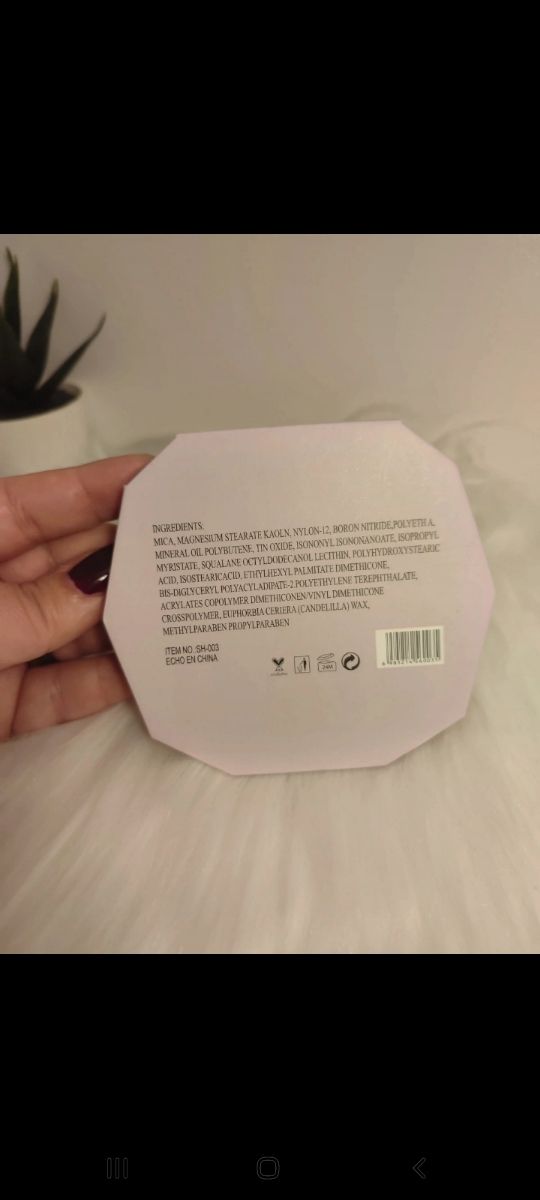 INGREDIENTS.
MICA, MAGNESIUM STEARATE KAOLN, NYLON-12, BORON NITRIDE,POLYETH A,
MINERAL OIL POLYBUTENE, TIN OXIDE, ISONONYL ISONONANOATE, ISOPROPYL
MYRISTATE, SQUALANE OCTYLDODECANOL LECITHIN, POLYHYDROXYSTEARIC
ACID, ISOSTEARICACID, ETHYLHEXYL PALMITATE DIMETHICONE,
BIS-DIGLYCERYL POLYACYLADIPATE-2.POLYETHYLENE TEREPHTHALATE,
ACRYLATES COPOLYMER DIMETHICONEN/VINYL DIMETHICONE
CROSSPOLYMER, EUPHORBIA CERIERA (CANDELILLA) WAX,
METHYLPARABEN PROPYLPARABEN
ITEM NO.:SH-003
ECHO EN CHINA
24M